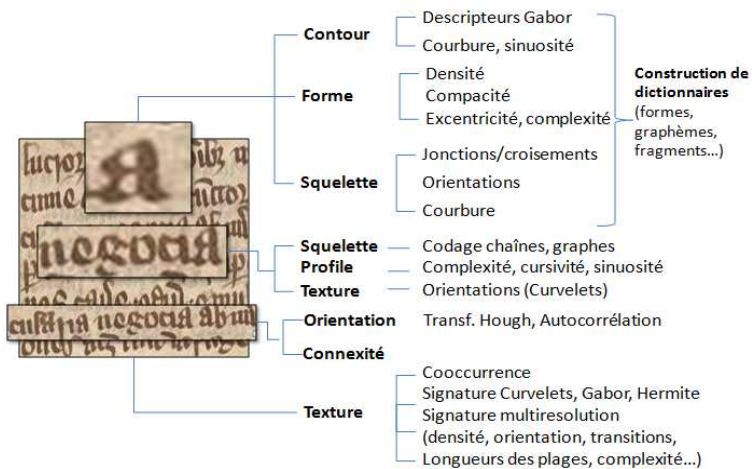 Contour
Descripteurs Gabor
Courbure, sinuosité
Forme
Densité
Compacité
Excentricité, complexité
Squelette
Jonctions/croisements
Orientations
Courbure
Construction de
dictionnaires
(formes,
graphèmes,
fragments...)
negocia
Squelette
Codage chaînes, graphes
Profile
Complexité, cursivité, sinuosité
Texture
Orientations (Curvelets)
negocia
Orientation
Transf. Hough, Autocorrélation
Connexité
Texture
Cooccurrence
Signature Curvelets, Gabor, Hermite
Signature multiresolution
(densité, orientation, transitions,
Longueurs des plages, complexité...)